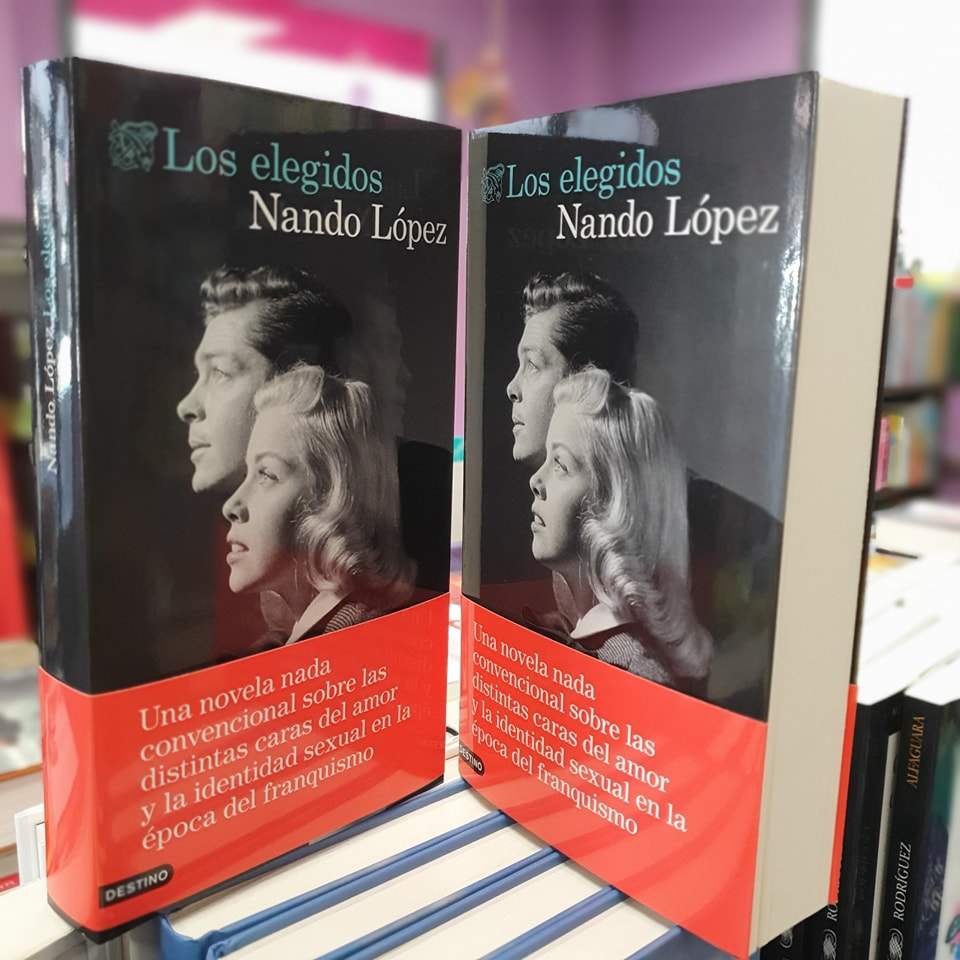 Los elegidos
Nando López
Nando López Los elegidos
Una novela nada
convencional sobre las
distintas caras del amor
y la identidad sexual en la
época del franquismo
DESTINO
Los elegidos
Nando López
Una novela nada
convencional sobre las
distintas caras del amor
y la identidad sexual en la
época del franquismo
DESTINO
ALFAGUARA
RODRÍGUEZ